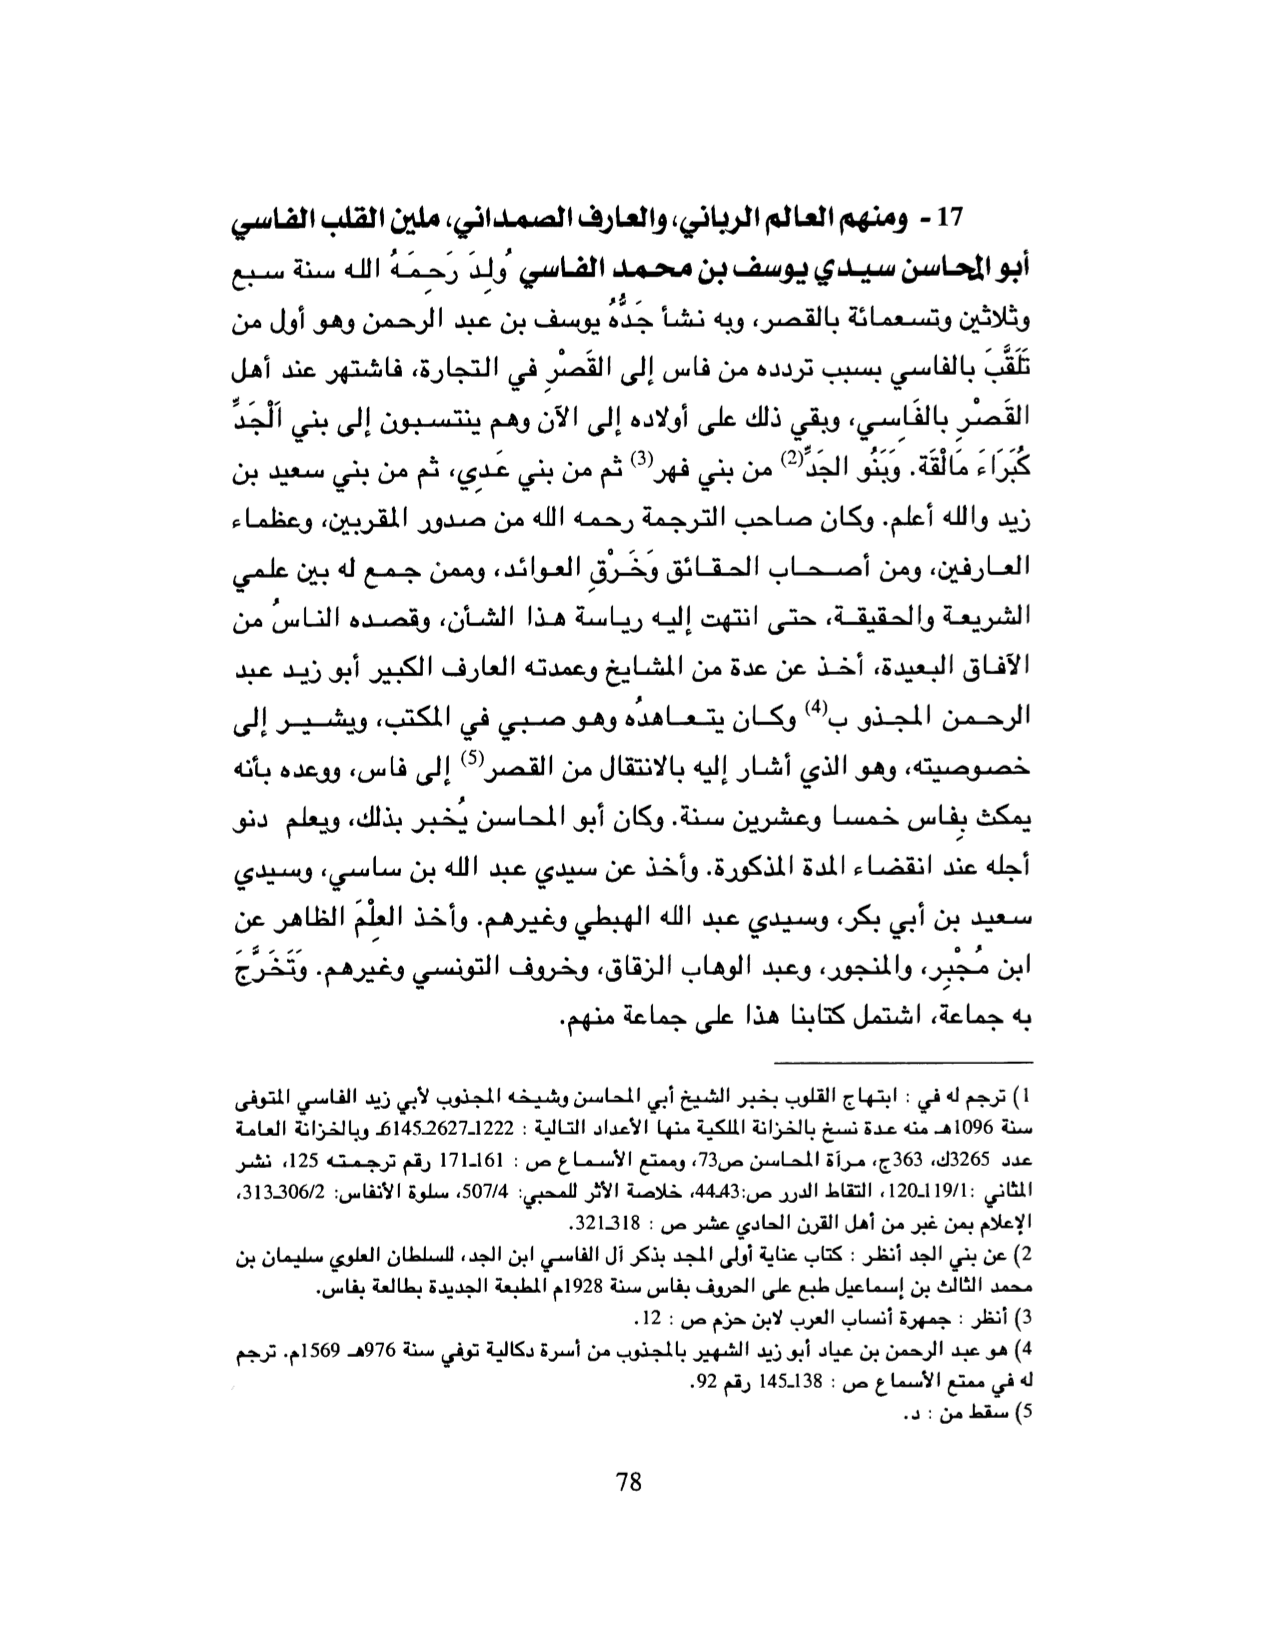 17 - ومنهم العالم الرباني، والعارف الصمداني، ملين القلب الفاسي
أبو المحاسن سيدي يوسف بن محمد الفاسي وُلِدَ رَحِمَهُ الله سنة سبع
وثلاثين وتسعمائة بالقصر، وبه نشأ جَدُّهُ يوسف بن عبد الرحمن وهو أول من
تَلَقَّبَ بالفاسي بسبب تردده من فاس إلى القَصْرِ في التجارة، فاشتهر عند أهل
القَصْرِ بالفَاسِي، وبقي ذلك على أولاده إلى الآن وهم ينتسبون إلى بني اَلْجَدِّ
كُبَرَاءَ مَالْقَة. وَبَنُو الجَدِّ(2) من بني فهر(3) ثم من بني عَدِي، ثم من بني سعيد بن
زيد والله أعلم. وكان صاحب الترجمة رحمه الله من صدور المقربين، وعظماء
العارفين، ومن أصحاب الحقائق وَخَرْقِ العوائد، وممن جمع له بين علمي
الشريعة والحقيقة، حتى انتهت إليه رياسة هذا الشأن، وقصده الناسُ من
الآفاق البعيدة، أخذ عن عدة من المشايخ وعمدته العارف الكبير أبو زيد عبد
الرحمن المجذو ب(4) وكان يتعاهدُه وهو صبي في المكتب، ويشير إلى
خصوصيته، وهو الذي أشار إليه بالانتقال من القصر(5) إلى فاس، ووعده بأنه
يمكث بِفاس خمسا وعشرين سنة. وكان أبو المحاسن يُخبر بذلك، ويعلم دنو
أجله عند انقضاء المدة المذكورة. وأخذ عن سيدي عبد الله بن ساسي، وسيدي
سعيد بن أبي بكر، وسيدي عبد الله الهبطي وغيرهم. وأخذ العِلْمَ الظاهر عن
ابن مُجْبِر، والمنجور، وعبد الوهاب الزقاق، وخروف التونسي وغيرهم. وَتَخَرَّجَ
به جماعة، اشتمل كتابنا هذا على جماعة منهم.
1) ترجم له في : ابتهاج القلوب بخبر الشيخ أبي المحاسن وشيخه المجذوب لأبي زيد الفاسي المتوفى
سنة 1096هـ منه عدة نسخ بالخزانة الملكية منها الأعداد التالية : 1222ـ2627ـ6145ـ وبالخزانة العامة
عدد 3265ك، 363ج، مرآة المحاسن ص73، وممتع الأسماع ص : 161ـ171 رقم ترجمته 125، نشر
المثاني :119/1ـ120، التقاط الدرر ص:43ـ44، خلاصة الأثر للمحبي: 507/4، سلوة الأنفاس: 306/2ـ313،
الإعلام بمن غبر من أهل القرن الحادي عشر ص : 318ـ321.
2) عن بني الجد أنظر : كتاب عناية أولى المجد بذكر آل الفاسي ابن الجد، للسلطان العلوي سليمان بن
محمد الثالث بن إسماعيل طبع على الحروف بفاس سنة 1928م المطبعة الجديدة بطالعة بفاس.
3) أنظر : جمهرة أنساب العرب لابن حزم ص : 12.
4) هو عبد الرحمن بن عياد أبو زيد الشهير بالمجذوب من أسرة دكالية توفي سنة 976هـ 1569م. ترجم
له في ممتع الأسماع ص : 138ـ145 رقم 92.
5) سقط من : د.
78